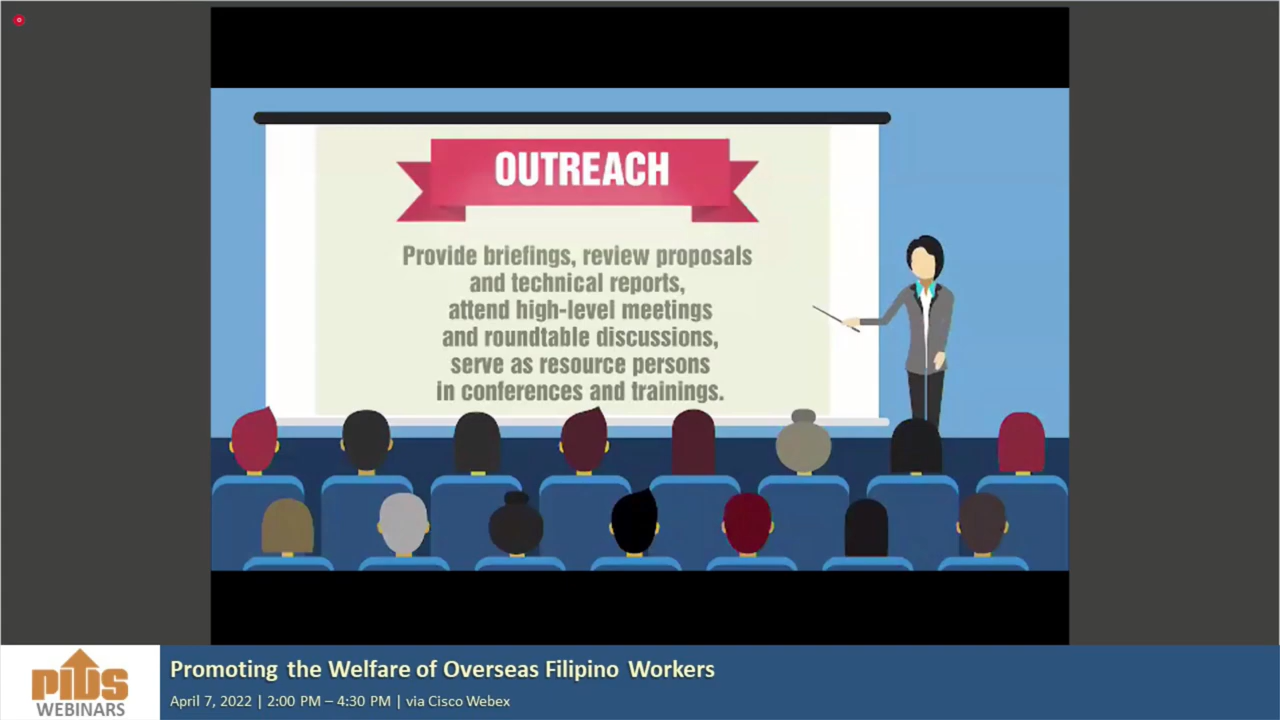 OUTREACH
Provide briefings, review proposals
and technical reports,
attend high-level meetings
and roundtable discussions,
serve as resource persons
in conferences and trainings.
PIDS
WEBINARS
Promoting the Welfare of Overseas Filipino Workers
April 7, 2022 | 2:00 PM – 4:30 PM | via Cisco Webex